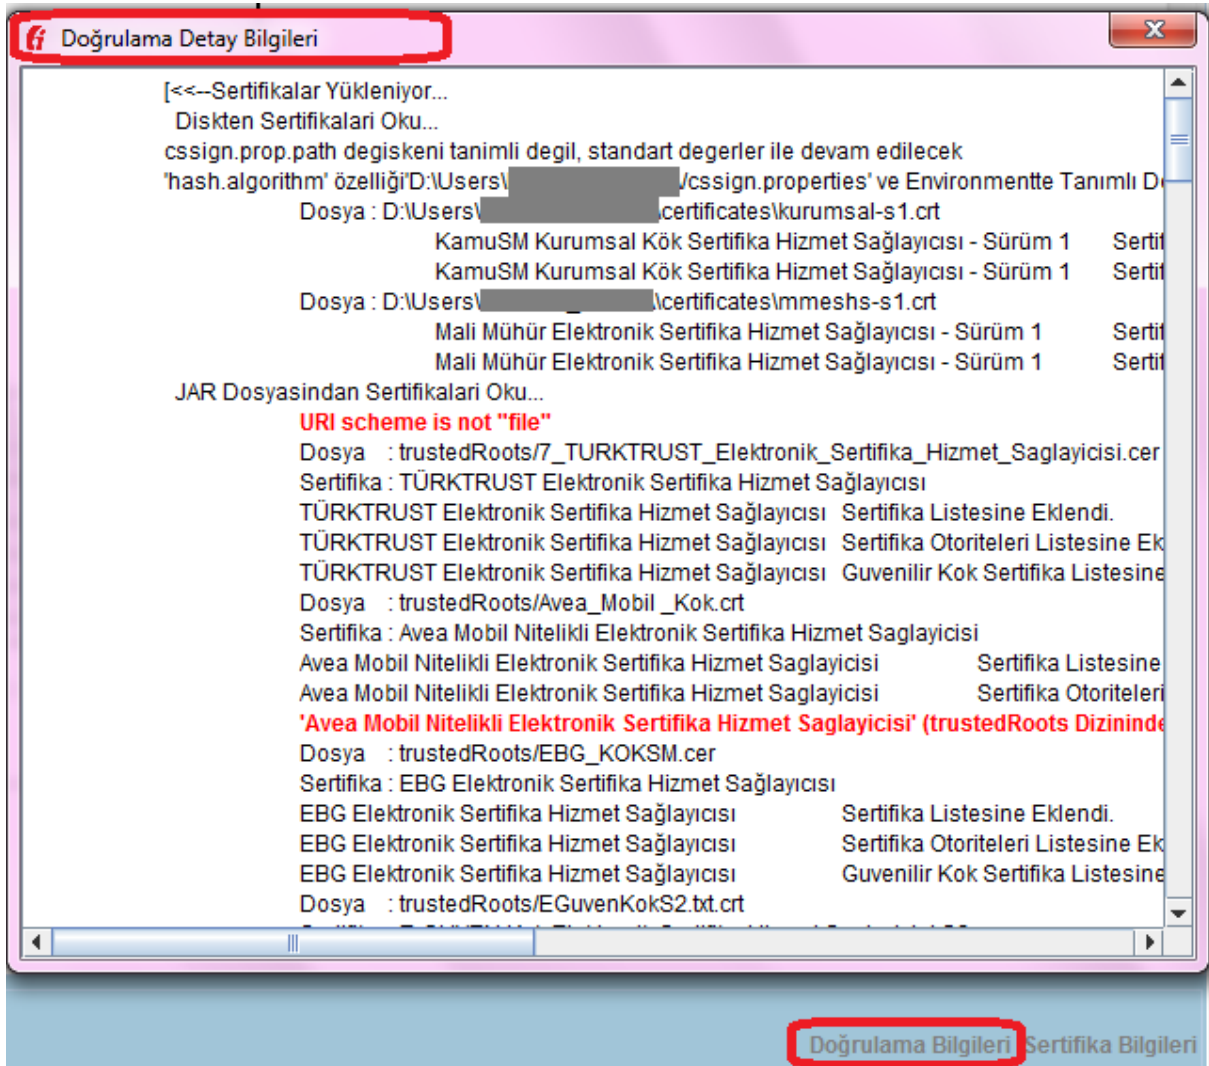 Doğrulama Detay Bilgileri
[<<--Sertifikalar Yükleniyor...
Diskten Sertifikalari Oku...
cssign.prop.path degiskeni tanimli degil, standart degerler ile devam edilecek
'hash.algorithm' özelliği'D:\Users\ /cssign.properties' ve Environmentte Tanımlı
Dosya : D:\Users\ \certificates\kurumsal-s1.crt
KamuSM Kurumsal Kök Sertifika Hizmet Sağlayıcısı - Sürüm 1
KamuSM Kurumsal Kök Sertifika Hizmet Sağlayıcısı - Sürüm 1
Dosya : D:\Users\ \certificates\mmeshs-s1.crt
Mali Mühür Elektronik Sertifika Hizmet Sağlayıcısı - Sürüm 1
Mali Mühür Elektronik Sertifika Hizmet Sağlayıcısı - Sürüm 1
JAR Dosyasindan Sertifikalari Oku...
URI scheme is not "file"
Dosya : trustedRoots/7_TURKTRUST_Elektronik_Sertifika_Hizmet_Saglayicisi.cer
Sertifika : TÜRKTRUST Elektronik Sertifika Hizmet Sağlayıcısı
TÜRKTRUST Elektronik Sertifika Hizmet Sağlayıcısı Sertifika Listesine Eklendi.
TÜRKTRUST Elektronik Sertifika Hizmet Sağlayıcısı Sertifika Otoriteleri Listesine Ek
TÜRKTRUST Elektronik Sertifika Hizmet Sağlayıcısı Guvenilir Kok Sertifika Listesine
Dosya : trustedRoots/Avea_Mobil _Kok.crt
Sertifika : Avea Mobil Nitelikli Elektronik Sertifika Hizmet Saglayicisi
Avea Mobil Nitelikli Elektronik Sertifika Hizmet Saglayicisi Sertifika Listesine
Avea Mobil Nitelikli Elektronik Sertifika Hizmet Saglayicisi Sertifika Otoriteleri
'Avea Mobil Nitelikli Elektronik Sertifika Hizmet Saglayicisi' (trustedRoots Dizininde
Dosya : trustedRoots/EBG_KOKSM.cer
Sertifika : EBG Elektronik Sertifika Hizmet Sağlayıcısı
EBG Elektronik Sertifika Hizmet Sağlayıcısı Sertifika Listesine Eklendi.
EBG Elektronik Sertifika Hizmet Sağlayıcısı Sertifika Otoriteleri Listesine Ek
EBG Elektronik Sertifika Hizmet Sağlayıcısı Guvenilir Kok Sertifika Listesine
Dosya : trustedRoots/EGuvenKokS2.txt.crt
Doğrulama Bilgileri Sertifika Bilgileri